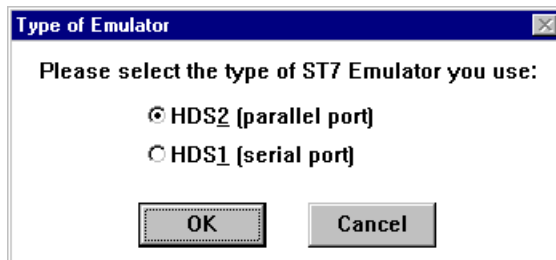 Type of Emulator
Please select the type of ST7 Emulator you use:
HDS2 (parallel port)
HDS1 (serial port)
OK Cancel